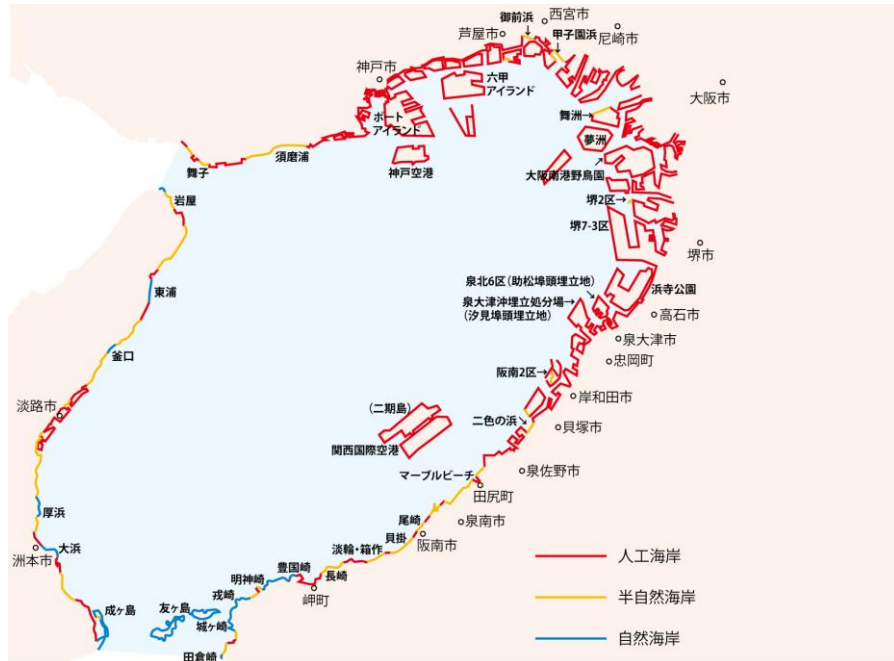 御前浜
西宮市
芦屋市
甲子園浜
尼崎市
神戸市
六甲
アイランド
大阪市
ポート
アイランド
舞洲→
夢洲
須磨浦
舞子
神戸空港
大阪南港野鳥園
岩屋
堺2区→
堺7-3区
堺市
泉北6区（助松埠頭埋立地）
浜寺公園
東浦
泉大津沖埋立処分場→
（汐見埠頭埋立地）
高石市
泉大津市
釜口
忠岡町
阪南2区→
岸和田市
淡路市
（二期島）
二色の浜
貝塚市
関西国際空港
マーブルビーチ
泉佐野市
田尻町
厚浜
尾崎
泉南市
貝掛
阪南市
洲本市
大浜
淡輪・箱作
人工海岸
豊国崎
長崎
明神崎
岬町
戎崎
半自然海岸
成ヶ島
友ヶ島
城ヶ崎
自然海岸
田倉崎